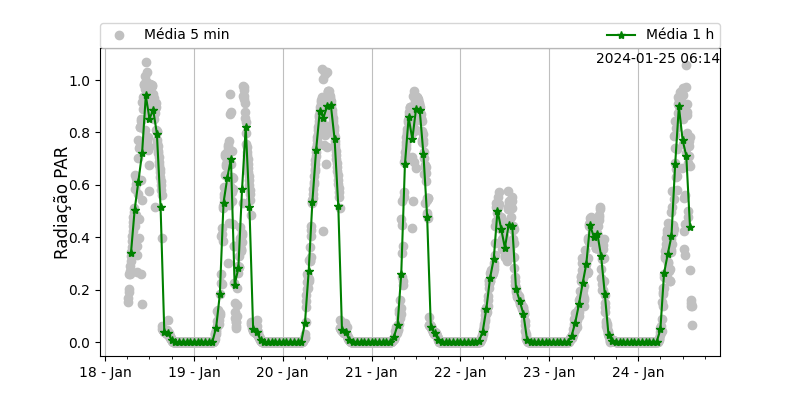 Média 5 min
Média 1 h
2024-01-25 06:14
Radiação PAR
1.0
0.8
0.6
0.4
0.2
0.0
18 - Jan
19 - Jan
20 - Jan
21 - Jan
22 - Jan
23 - Jan
24 - Jan